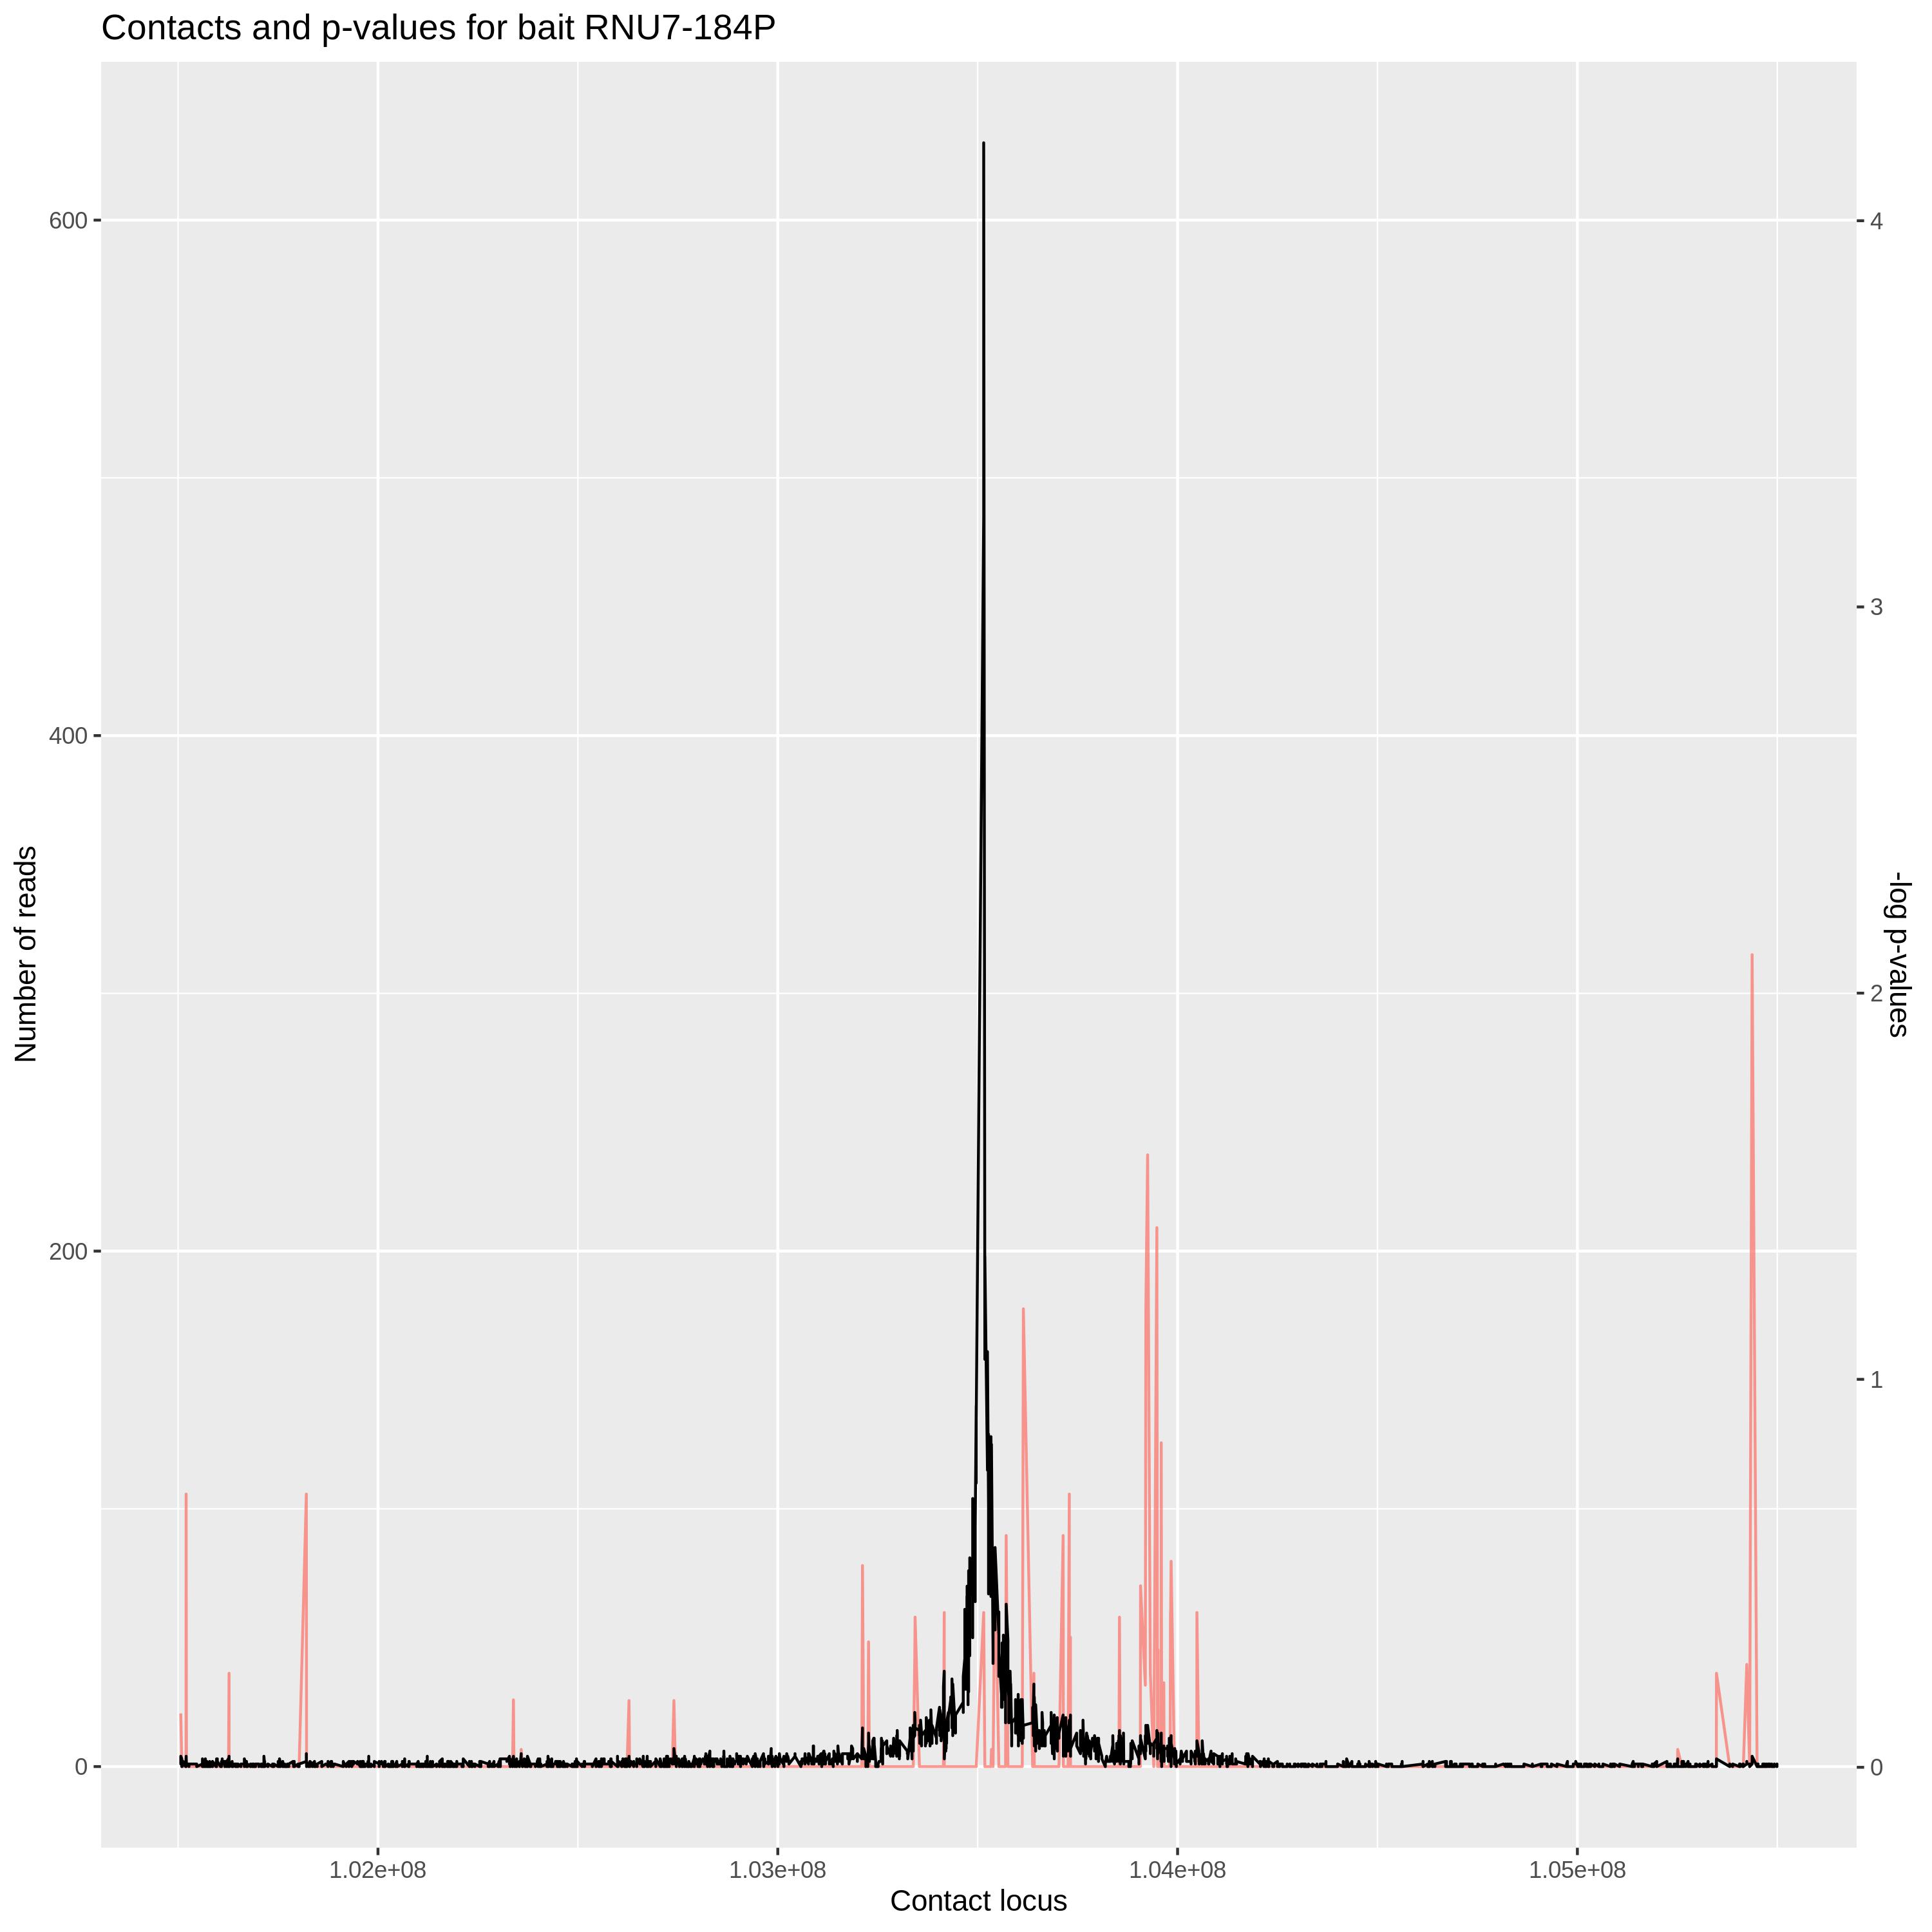 Contacts and p-values for bait RNU7-184P
600
400
200
0
Number of reads
4
3
2
1
0
-log p-values
1.02e+08
1.03e+08
1.04e+08
1.05e+08
Contact locus